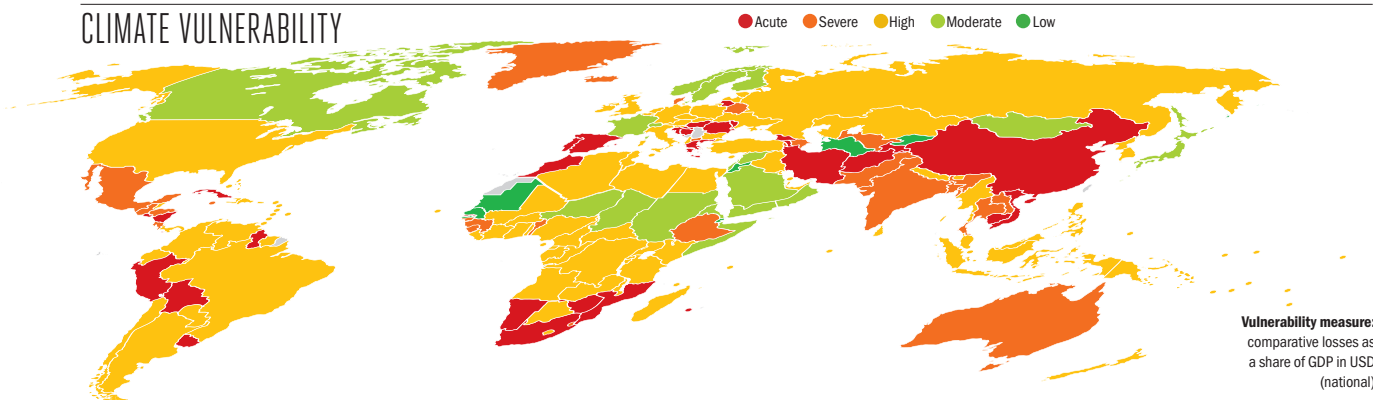 CLIMATE VULNERABILITY
Acute Severe High Moderate Low
Vulnerability measure:
comparative losses as
a share of GDP in USD
(national)